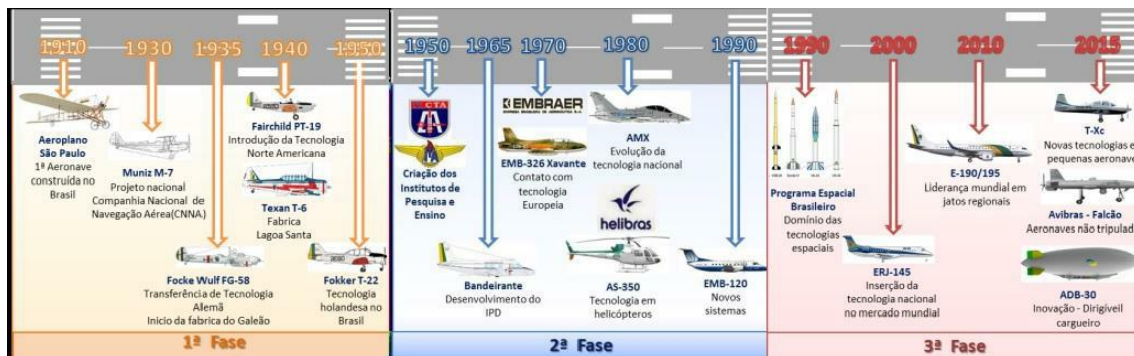 1910
1930
1935
1940
1950
Aeroplano
São Paulo
1ª Aeronave
construída no
Brasil
Muniz M-7
Projeto nacional
Companhia Nacional de
Navegação Aérea(CNNA.)
Focke Wulf FG-58
Transferência de Tecnologia
Alemã
Inicio da fabrica do Galeão
Fairchild PT-19
Introdução da Tecnologia
Norte Americana
Texan T-6
Fabrica
Lagoa Santa
Fokker T-22
Tecnologia
holandesa no
Brasil
1ª Fase
1950
1965
1970
1980
1990
CTA
Criação dos
Institutos de
Pesquisa e
Ensino
Bandeirante
Desenvolvimento do
IPD
EMBRAER
EMPRESA BRASILEIRA DE AERONÁUTICA S.A.
EMB-326 Xavante
Contato com
tecnologia
Europeia
AMX
Evolução da
tecnologia nacional
helibras
AS-350
Tecnologia em
helicópteros
EMB-120
Novos
sistemas
2ª Fase
1990
2000
2010
2015
Programa Espacial
Brasileiro
Domínio das
tecnologias
espaciais
ERJ-145
Inserção da
tecnologia nacional
no mercado mundial
E-190/195
Liderança mundial em
jatos regionais
T-Xc
Novas tecnologias e
pequenas aeronave
Avibras - Falcão
Aeronaves não tripulad
ADB-30
Inovação - Dirigíveil
cargueiro
3ª Fase